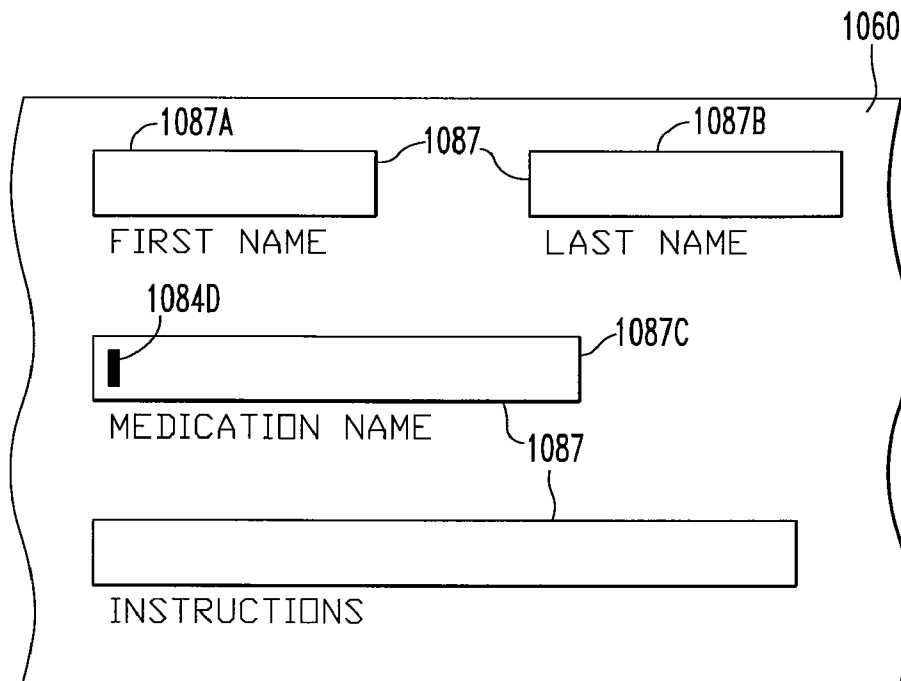 1060
1087A 1087 1087B
FIRST NAME LAST NAME
1084D
1087C
MEDICATION NAME
1087
INSTRUCTIONS